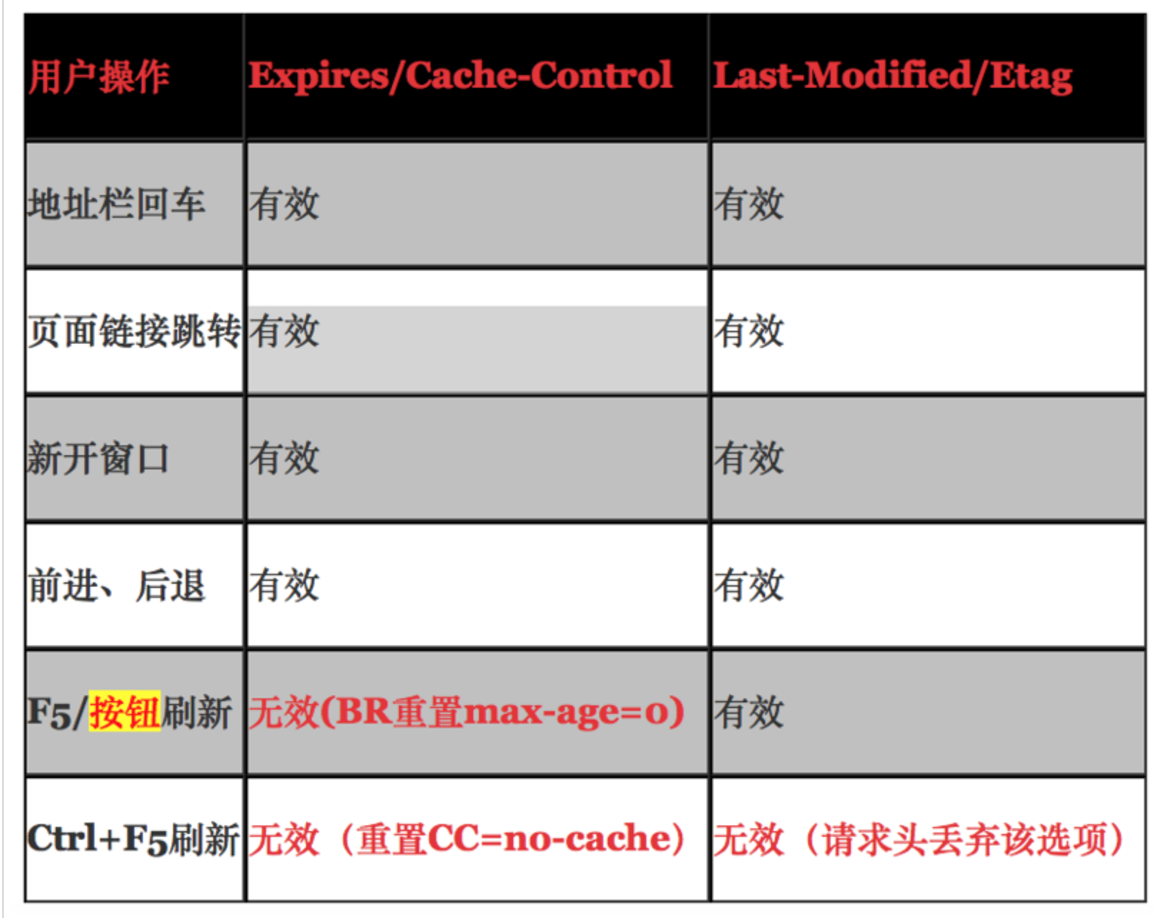 用户操作 Expires/Cache-Control Last-Modified/Etag
地址栏回车 有效 有效
页面链接跳转 有效 有效
新开窗口 有效 有效
前进、后退 有效 有效
F5/按钮刷新 无效(BR重置max-age=0) 有效
Ctrl+F5刷新 无效（重置CC=no-cache） 无效（请求头丢弃该选项）